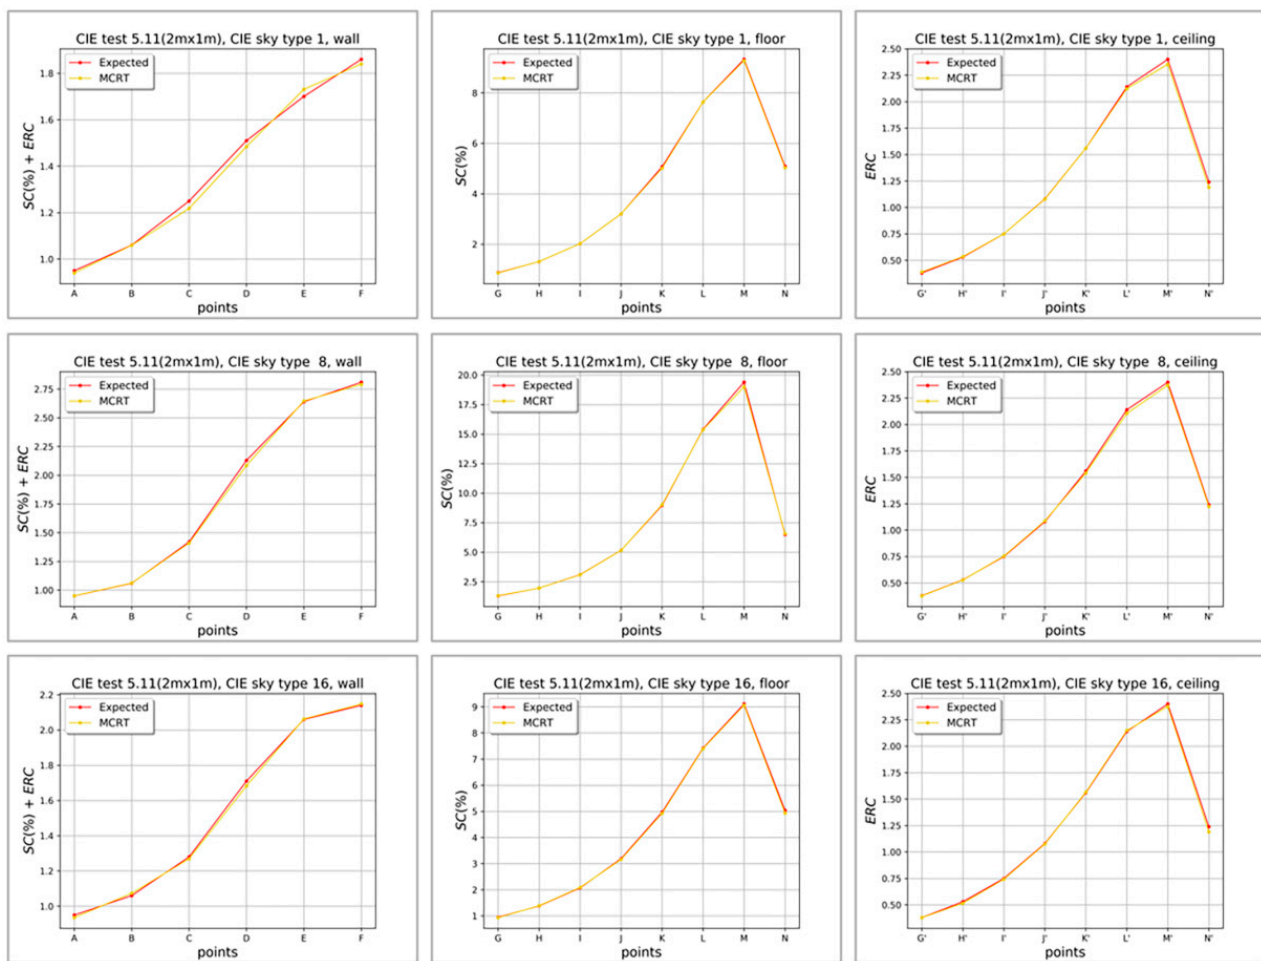 CIE test 5.11(2mx1m), CIE sky type 1, wall
Expected
MCRT
1.8
1.6
1.4
1.2
1.0
SC(%) + ERC
A B C D E F
points
CIE test 5.11(2mx1m), CIE sky type 1, floor
Expected
MCRT
8
6
4
2
SC(%)
G H I J K L M N
points
CIE test 5.11(2mx1m), CIE sky type 1, ceiling
2.50
Expected
MCRT
2.25
2.00
1.75
1.50
1.25
1.00
0.75
0.50
ERC
G' H' I' J' K' L' M' N'
points
CIE test 5.11(2mx1m), CIE sky type  8, wall
Expected
MCRT
2.75
2.50
2.25
2.00
1.75
1.50
1.25
1.00
SC(%) + ERC
A B C D E F
points
CIE test 5.11(2mx1m), CIE sky type  8, floor
20.0
Expected
MCRT
17.5
15.0
12.5
10.0
7.5
5.0
2.5
SC(%)
G H I J K L M N
points
CIE test 5.11(2mx1m), CIE sky type  8, ceiling
2.50
Expected
MCRT
2.25
2.00
1.75
1.50
1.25
1.00
0.75
0.50
ERC
G' H' I' J' K' L' M' N'
points
CIE test 5.11(2mx1m), CIE sky type 16, wall
2.2
Expected
MCRT
2.0
1.8
1.6
1.4
1.2
1.0
SC(%) + ERC
A B C D E F
points
CIE test 5.11(2mx1m), CIE sky type 16, floor
Expected
MCRT
9
8
7
6
5
4
3
2
1
SC(%)
G H I J K L M N
points
CIE test 5.11(2mx1m), CIE sky type 16, ceiling
2.50
Expected
MCRT
2.25
2.00
1.75
1.50
1.25
1.00
0.75
0.50
ERC
G' H' I' J' K' L' M' N'
points